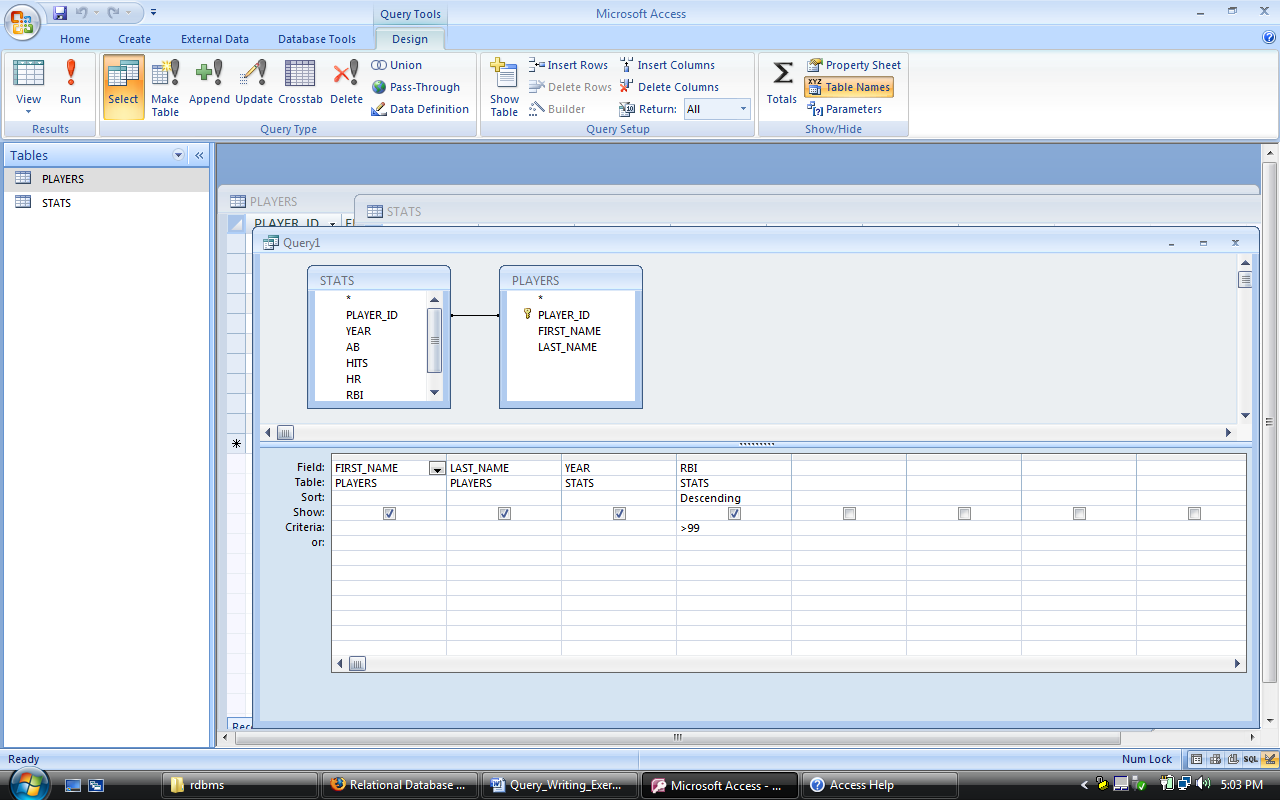 Query Tools Microsoft Access
Home Create External Data Database Tools Design
View Run Select Make Table Append Update Crosstab Delete Union Pass-Through Data Definition Show Table Insert Rows Delete Rows Builder Insert Columns Delete Columns Return: All Totals XYZ Property Sheet Table Names Parameters
Results Query Type Query Setup Show/Hide
Tables
PLAYERS
STATS
PLAYERS
STATS
PLAYER_ID
Query1
STATS
*
PLAYER_ID
YEAR
AB
HITS
HR
RBI
PLAYERS
*
PLAYER_ID
FIRST_NAME
LAST_NAME
Field: FIRST_NAME LAST_NAME YEAR RBI
Table: PLAYERS PLAYERS STATS STATS
Sort: Descending
Show:
Criteria: >99
or:
Ready Num Lock SQL
rdbms Relational Database ... Query_Writing_Exer... Microsoft Access - ... Access Help 5:03 PM